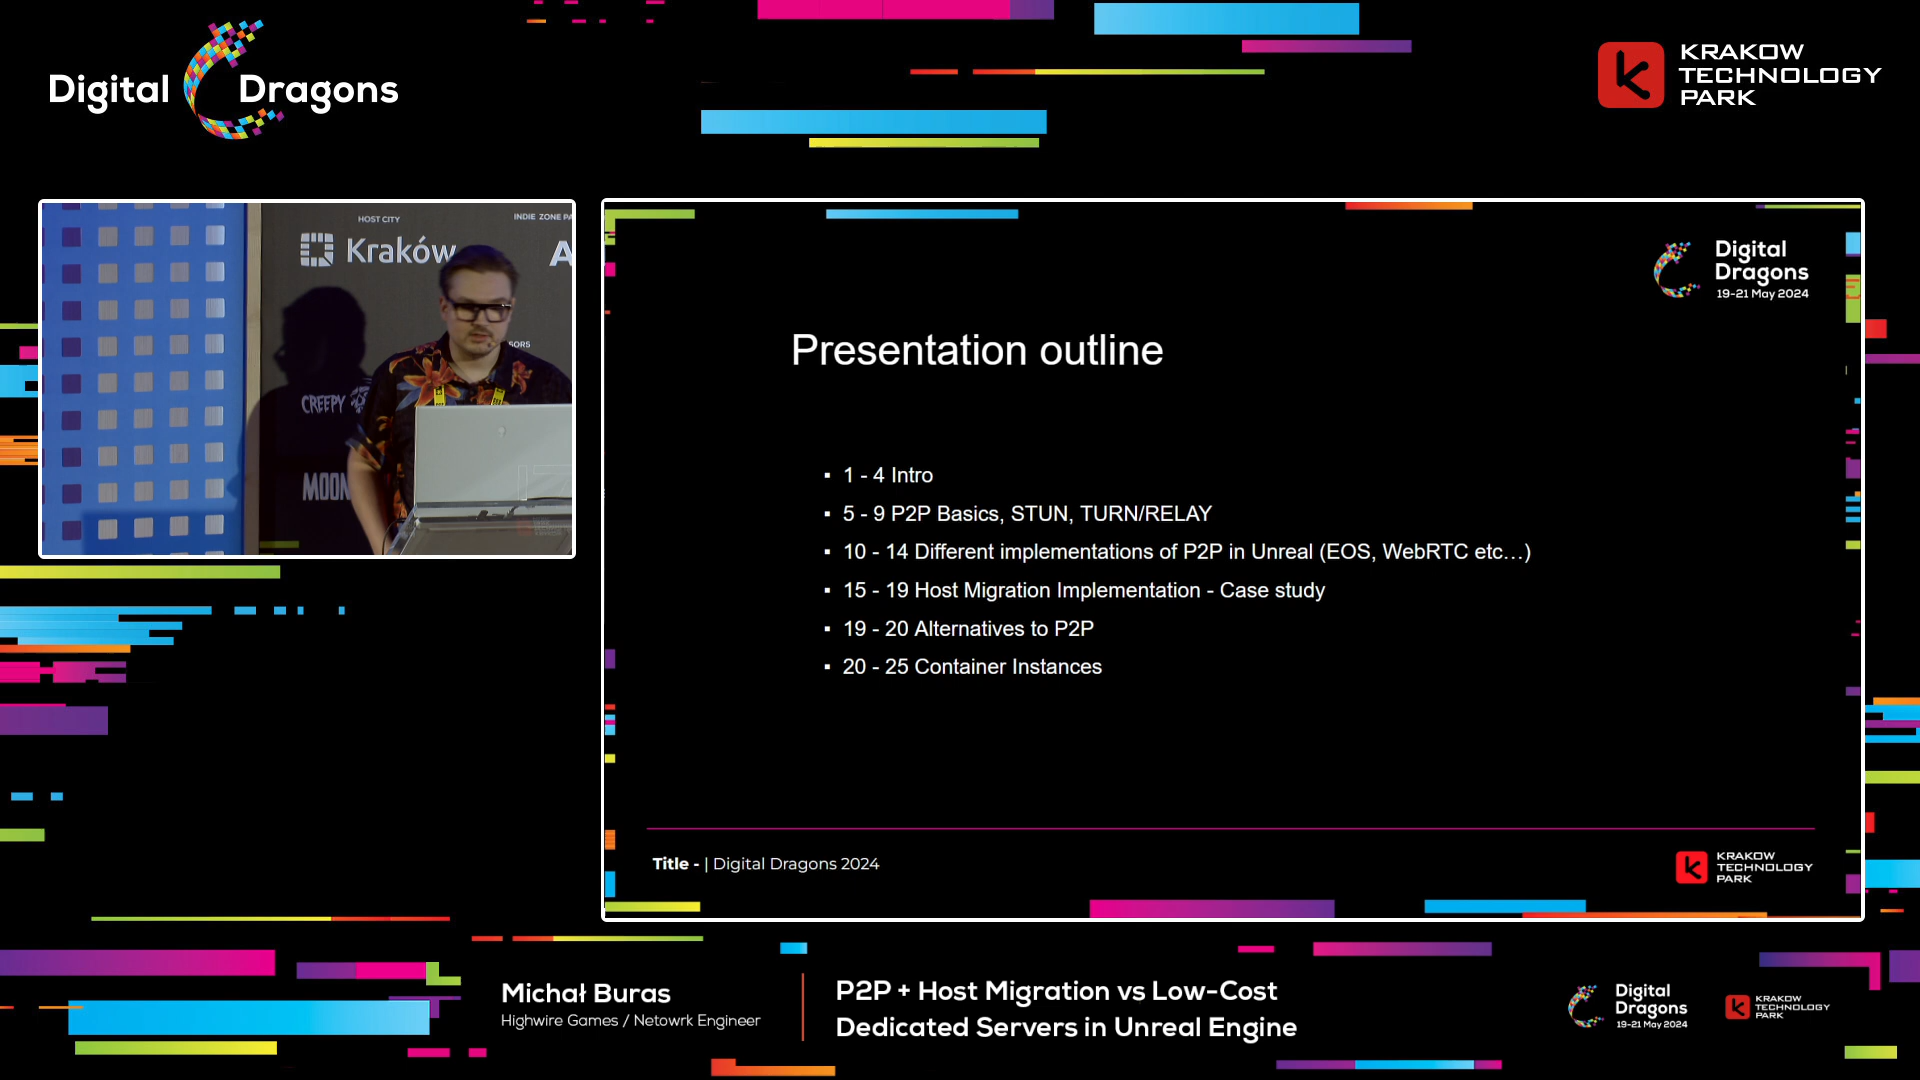 Digital Dragons
KRAKOW
TECHNOLOGY
PARK
HOST CITY
INDIE ZONE PA
Kraków
A
SORS
CREEPY
MOON
Digital
Dragons
19-21 May 2024
Presentation outline
▪ 1 - 4 Intro
▪ 5 - 9 P2P Basics, STUN, TURN/RELAY
▪ 10 - 14 Different implementations of P2P in Unreal (EOS, WebRTC etc…)
▪ 15 - 19 Host Migration Implementation - Case study
▪ 19 - 20 Alternatives to P2P
▪ 20 - 25 Container Instances
Title - | Digital Dragons 2024
KRAKOW
TECHNOLOGY
PARK
Michał Buras
Highwire Games / Netowrk Engineer
P2P + Host Migration vs Low-Cost
Dedicated Servers in Unreal Engine
Digital
Dragons
19-21 May 2024
KRAKOW
TECHNOLOGY
PARK